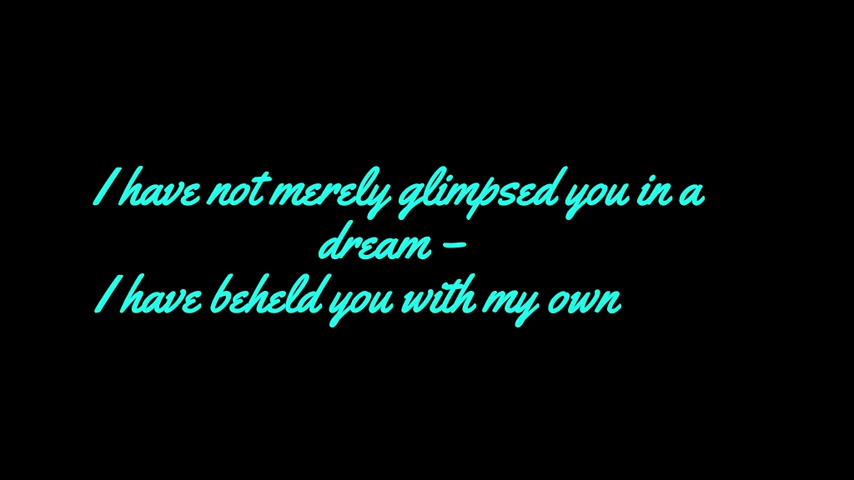 I have not merely glimpsed you in a
dream –
I have beheld you with my own